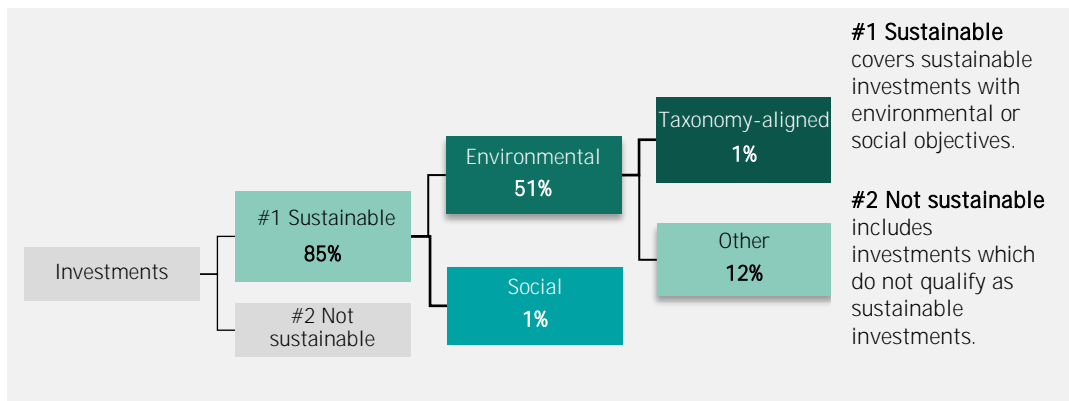 Investments
#1 Sustainable
85%
#2 Not
sustainable
Environmental
51%
Social
1%
Taxonomy-aligned
1%
Other
12%
#1 Sustainable
covers sustainable
investments with
environmental or
social objectives.
#2 Not sustainable
includes
investments which
do not qualify as
sustainable
investments.